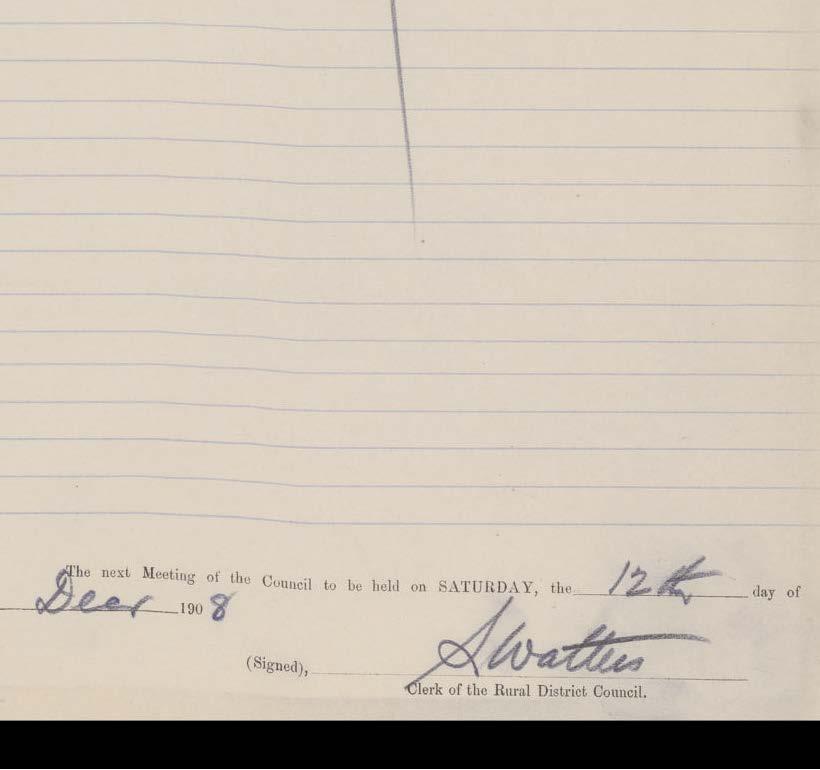 The next Meeting of the Council to be held on SATURDAY, the 12th day of
Decr 1908
(Signed), S Watters
Clerk of the Rural District Council.